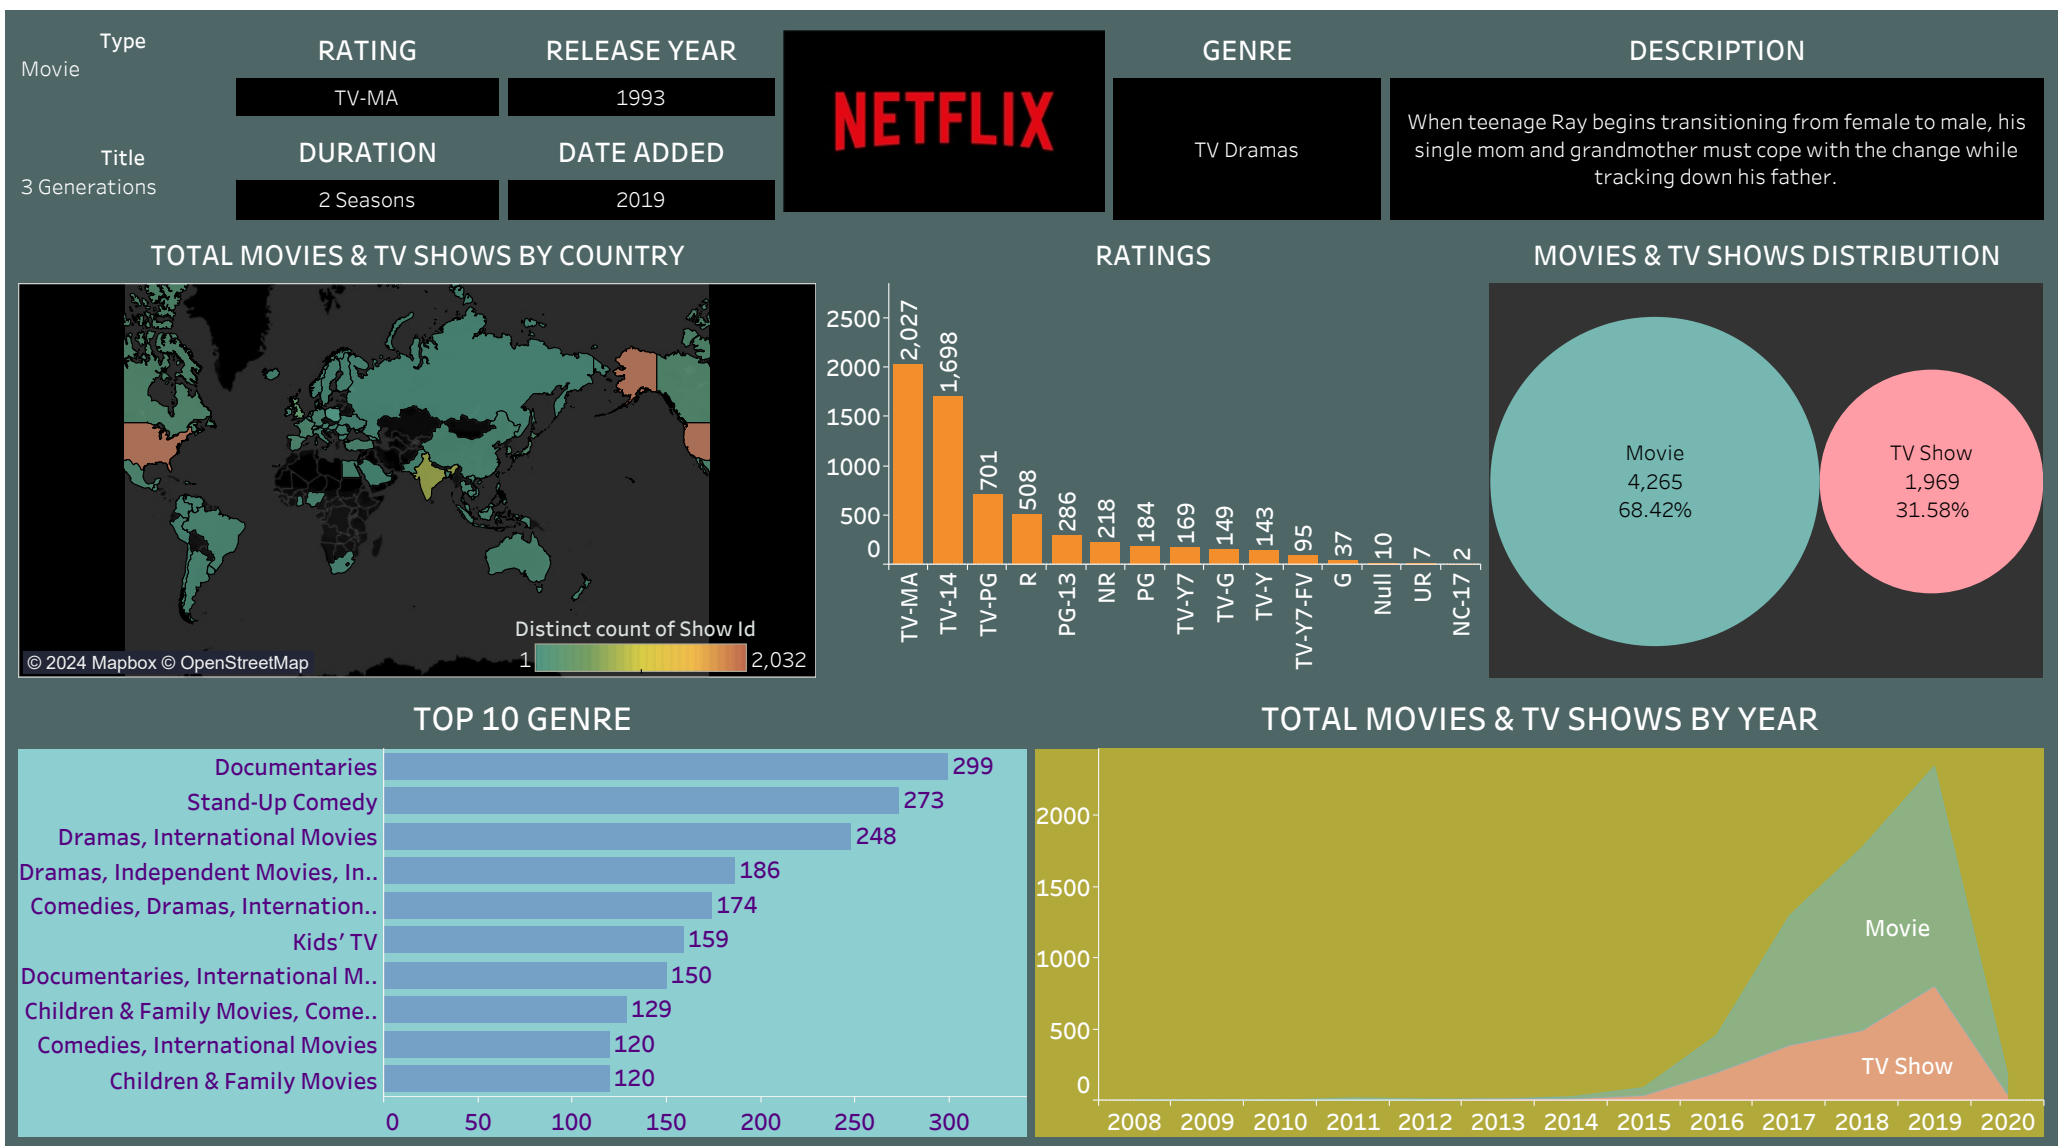 Type
Movie
Title
3 Generations
RATING
TV-MA
RELEASE YEAR
1993
DURATION
2 Seasons
DATE ADDED
2019
NETFLIX
GENRE
TV Dramas
DESCRIPTION
When teenage Ray begins transitioning from female to male, his
single mom and grandmother must cope with the change while
tracking down his father.
TOTAL MOVIES & TV SHOWS BY COUNTRY
Distinct count of Show Id
1
2,032
© 2024 Mapbox © OpenStreetMap
RATINGS
2500
2000
1500
1000
500
0
2,027
1,698
701
508
286
218
184
169
149
143
95
37
10
7
2
TV-MA
TV-14
TV-PG
R
PG-13
NR
PG
TV-Y7
TV-G
TV-Y
TV-Y7-FV
G
Null
UR
NC-17
MOVIES & TV SHOWS DISTRIBUTION
Movie
4,265
68.42%
TV Show
1,969
31.58%
TOP 10 GENRE
Documentaries 299
Stand-Up Comedy 273
Dramas, International Movies 248
Dramas, Independent Movies, In.. 186
Comedies, Dramas, Internation.. 174
Kids' TV 159
Documentaries, International M.. 150
Children & Family Movies, Come.. 129
Comedies, International Movies 120
Children & Family Movies 120
0 50 100 150 200 250 300
TOTAL MOVIES & TV SHOWS BY YEAR
2000
1500
1000
500
0
Movie
TV Show
2008 2009 2010 2011 2012 2013 2014 2015 2016 2017 2018 2019 2020